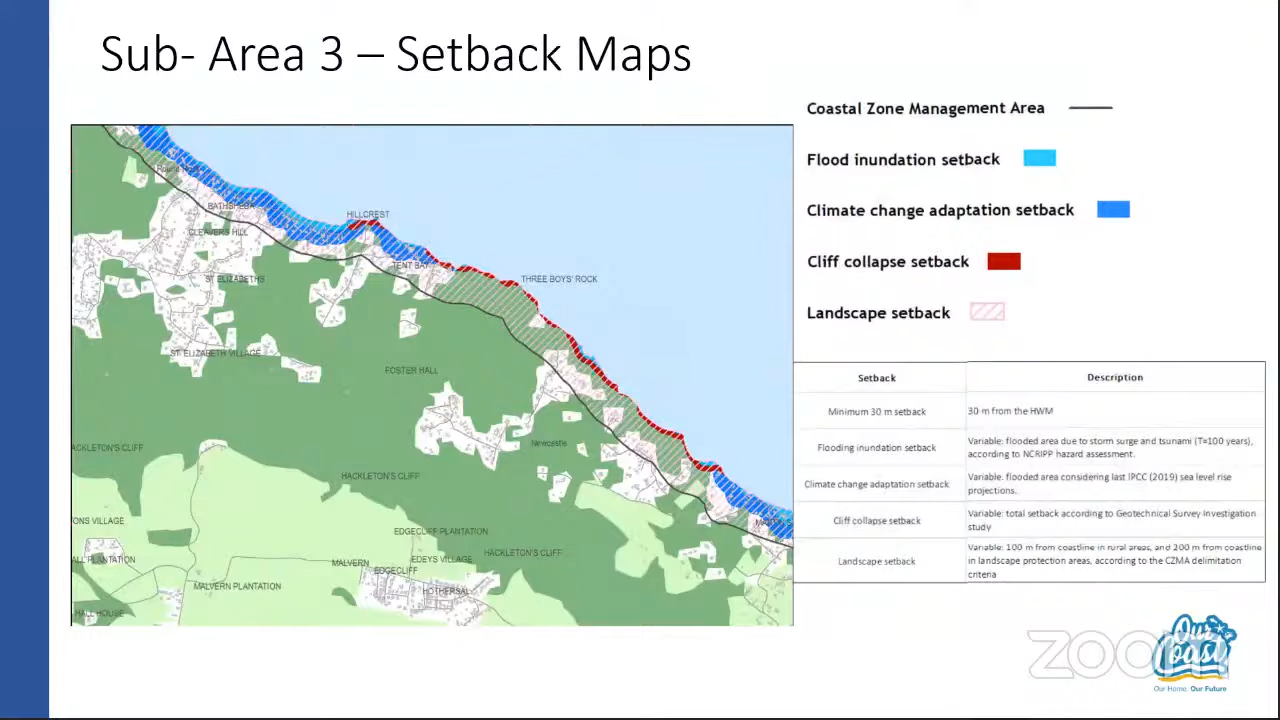 Sub- Area 3 – Setback Maps
Coastal Zone Management Area
Flood inundation setback
Climate change adaptation setback
Cliff collapse setback
Landscape setback
BATHSHEBA
CLEAVERS HILL
HILLCREST
TENT BAY
THREE BOYS' ROCK
ST ELIZABETHS
ST ELIZABETH VILLAGE
FOSTER HALL
Newcastle
ACKLETON'S CLIFF
HACKLETON'S CLIFF
ONS VILLAGE
EDGECLIFF PLANTATION
HACKLETON'S CLIFF
ALL PLANTATION
MALVERN
EDEYS VILLAGE
EDGECLIFF
MALVERN PLANTATION
HOTHERSAL
HALL HOUSE
Setback Description
Minimum 30 m setback 30 m from the HWM
Flooding inundation setback Variable: flooded area due to storm surge and tsunami (T=100 years),
according to NCRIPP hazard assessment.
Climate change adaptation setback Variable: flooded area considering last IPCC (2019) sea level rise
projections.
Cliff collapse setback Variable: total setback according to Geotechnical Survey Investigation
study
Landscape setback Variable: 100 m from coastline in rural areas, and 200 m from coastline
in landscape protection areas, according to the CZMA delimitation
criteria
zoom
Our
Coast
Our Home. Our Future